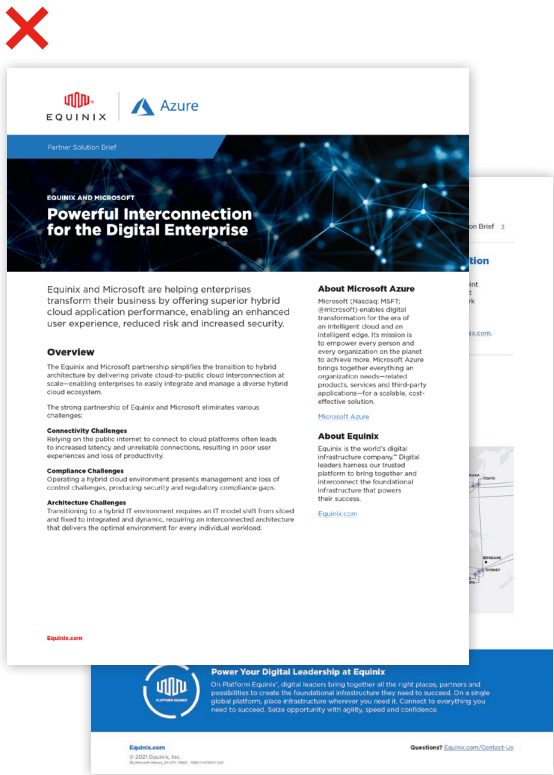 EQUINIX
Azure
Partner Solution Brief
EQUINIX AND MICROSOFT
Powerful Interconnection
for the Digital Enterprise
Equinix and Microsoft are helping enterprises
transform their business by offering superior hybrid
cloud application performance, enabling an enhanced
user experience, reduced risk and increased security.
Overview
The Equinix and Microsoft partnership simplifies the transition to hybrid
architecture by delivering private cloud-to-public cloud interconnection at
scale—enabling enterprises to easily integrate and manage a diverse hybrid
cloud ecosystem.
The strong partnership of Equinix and Microsoft eliminates various
challenges:
Connectivity Challenges
Relying on the public internet to connect to cloud platforms often leads
to increased latency and unreliable connections, resulting in poor user
experiences and loss of productivity.
Compliance Challenges
Operating a hybrid cloud environment presents management and loss of
control challenges, producing security and regulatory compliance gaps.
Architecture Challenges
Transitioning to a hybrid IT environment requires an IT model shift from siloed
and fixed to integrated and dynamic, requiring an interconnected architecture
that delivers the optimal environment for every individual workload.
About Microsoft Azure
Microsoft (Nasdaq: MSFT;
@microsoft) enables digital
transformation for the era of
an intelligent cloud and an
intelligent edge. Its mission is
to empower every person and
every organization on the planet
to achieve more. Microsoft Azure
brings together everything an
organization needs—related
products, services and third-party
applications—for a scalable, cost-
effective solution.
Microsoft Azure
About Equinix
Equinix is the world's digital
infrastructure company.™ Digital
leaders harness our trusted
platform to bring together and
interconnect the foundational
infrastructure that powers
their success.
Equinix.com
Equinix.com
on Brief 3
tion
ix.com.
TOKYO
BRISBANE
SYDNEY
PLATFORM EQUINIX
Power Your Digital Leadership at Equinix
On Platform Equinix®, digital leaders bring together all the right places, partners and
possibilities to create the foundational infrastructure they need to succeed. On a single
global platform, place infrastructure wherever you need it. Connect to everything you
need to succeed. Seize opportunity with agility, speed and confidence.
Equinix.com
© 2021 Equinix, Inc.
Questions? Equinix.com/Contact-Us